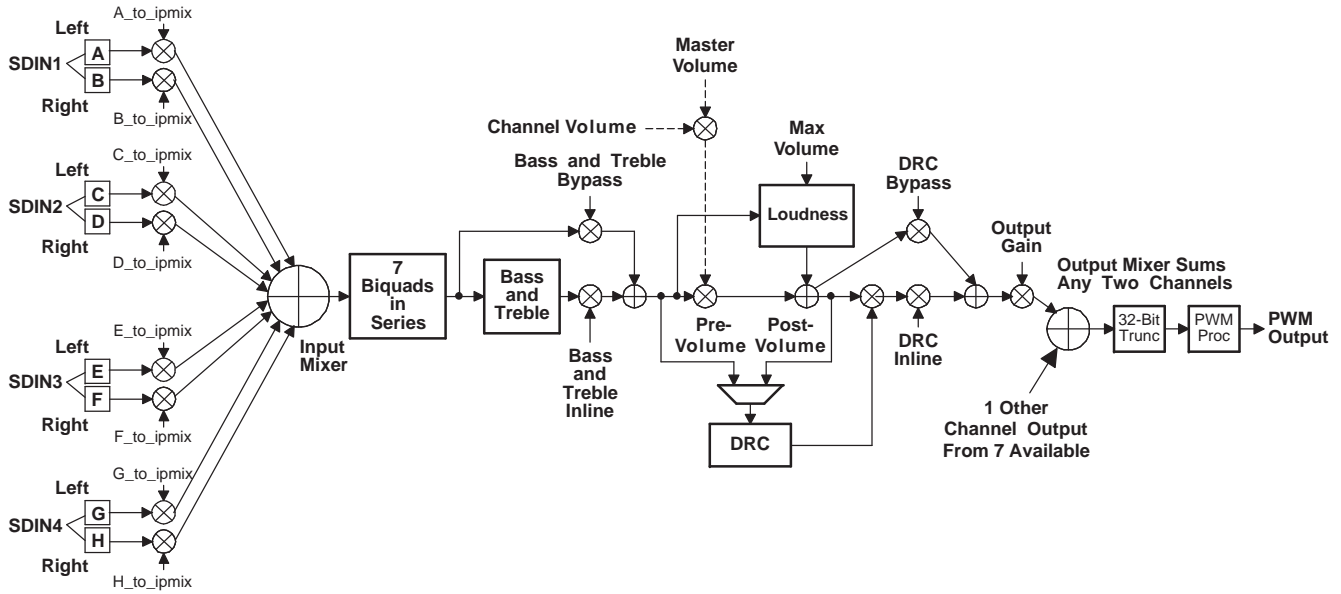 A_to_ipmix
Left
A
SDIN1
B
Right
B_to_ipmix
C_to_ipmix
Left
C
SDIN2
D
Right
D_to_ipmix
E_to_ipmix
Left
E
SDIN3
F
Right
F_to_ipmix
G_to_ipmix
Left
G
SDIN4
H
Right
H_to_ipmix
Input
Mixer
7
Biquads
in
Series
Bass and Treble
Bypass
Bass
and
Treble
Bass
and
Treble
Inline
Master
Volume
Channel Volume
Pre-
Volume
Max
Volume
Loudness
Post-
Volume
DRC
DRC
Bypass
DRC
Inline
Output
Gain
Output Mixer Sums
Any Two Channels
1 Other
Channel Output
From 7 Available
32-Bit
Trunc
PWM
Proc
PWM
Output